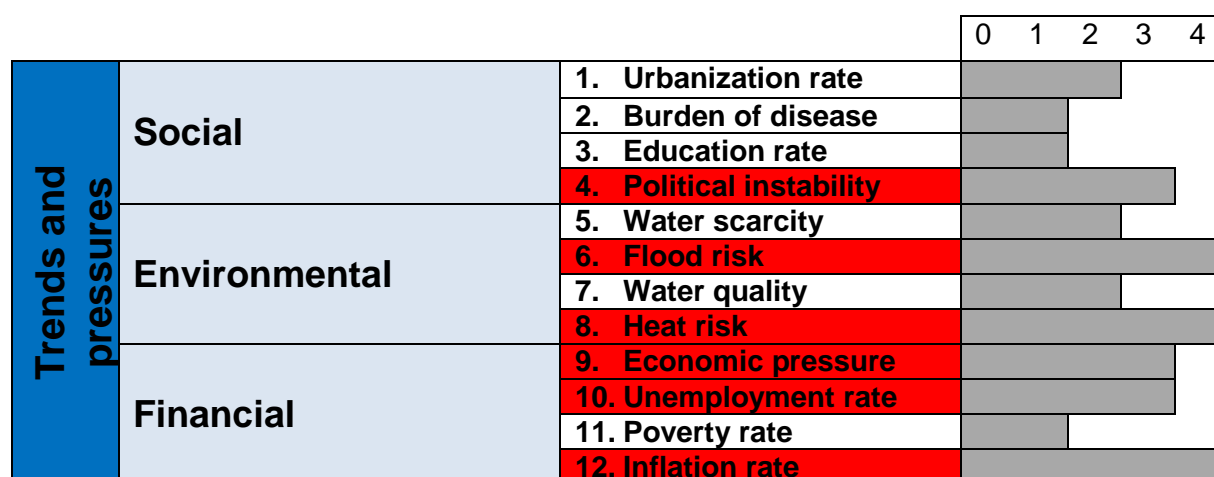 0 1 2 3 4
Trends and
pressures
Social
1. Urbanization rate
2. Burden of disease
3. Education rate
4. Political instability
Environmental
5. Water scarcity
6. Flood risk
7. Water quality
8. Heat risk
Financial
9. Economic pressure
10. Unemployment rate
11. Poverty rate
12. Inflation rate